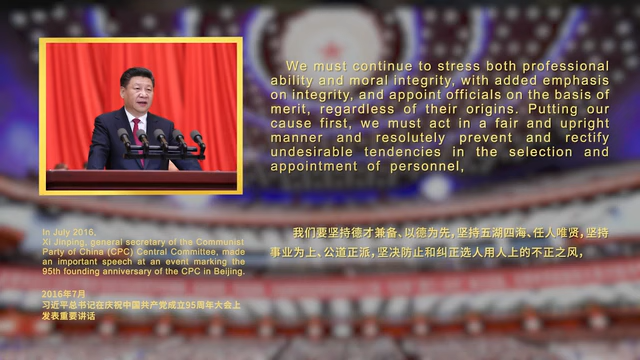 We must continue to stress both professional
ability and moral integrity, with added emphasis
on integrity, and appoint officials on the basis of
merit, regardless of their origins. Putting our
cause first, we must act in a fair and upright
manner and resolutely prevent and rectify
undesirable tendencies in the selection and
appointment of personnel,
In July 2016,
Xi Jinping, general secretary of the Communist
Party of China (CPC) Central Committee, made
an important speech at an event marking the
95th founding anniversary of the CPC in Beijing.
2016年7月
习近平总书记在庆祝中国共产党成立95周年大会上
发表重要讲话
我们要坚持德才兼备、以德为先，坚持五湖四海、任人唯贤，坚持
事业为上、公道正派，坚决防止和纠正选人用人上的不正之风，